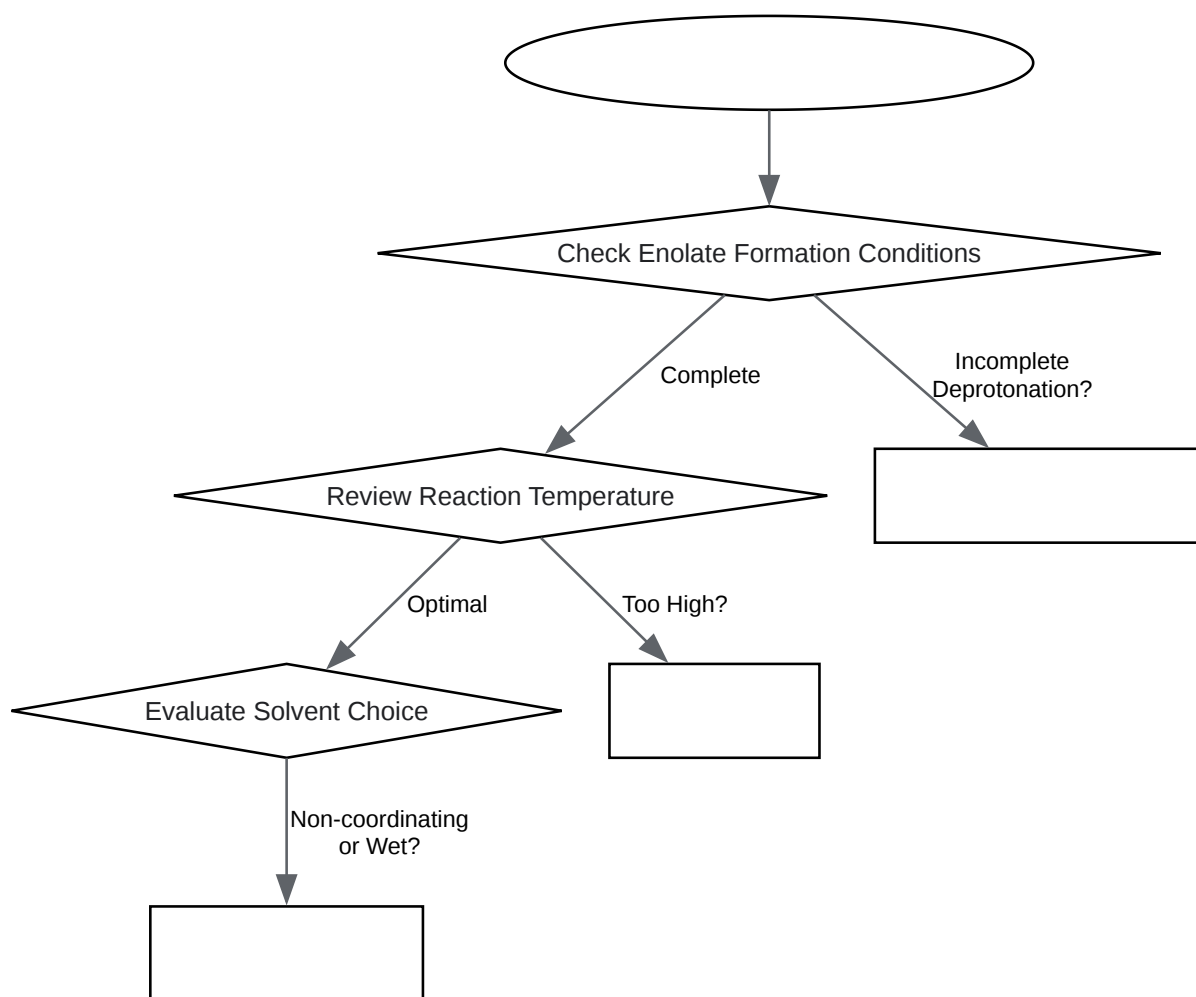 Check Enolate Formation Conditions
Complete
Incomplete
Deprotonation?
Review Reaction Temperature
Optimal
Too High?
Evaluate Solvent Choice
Non-coordinating
or Wet?